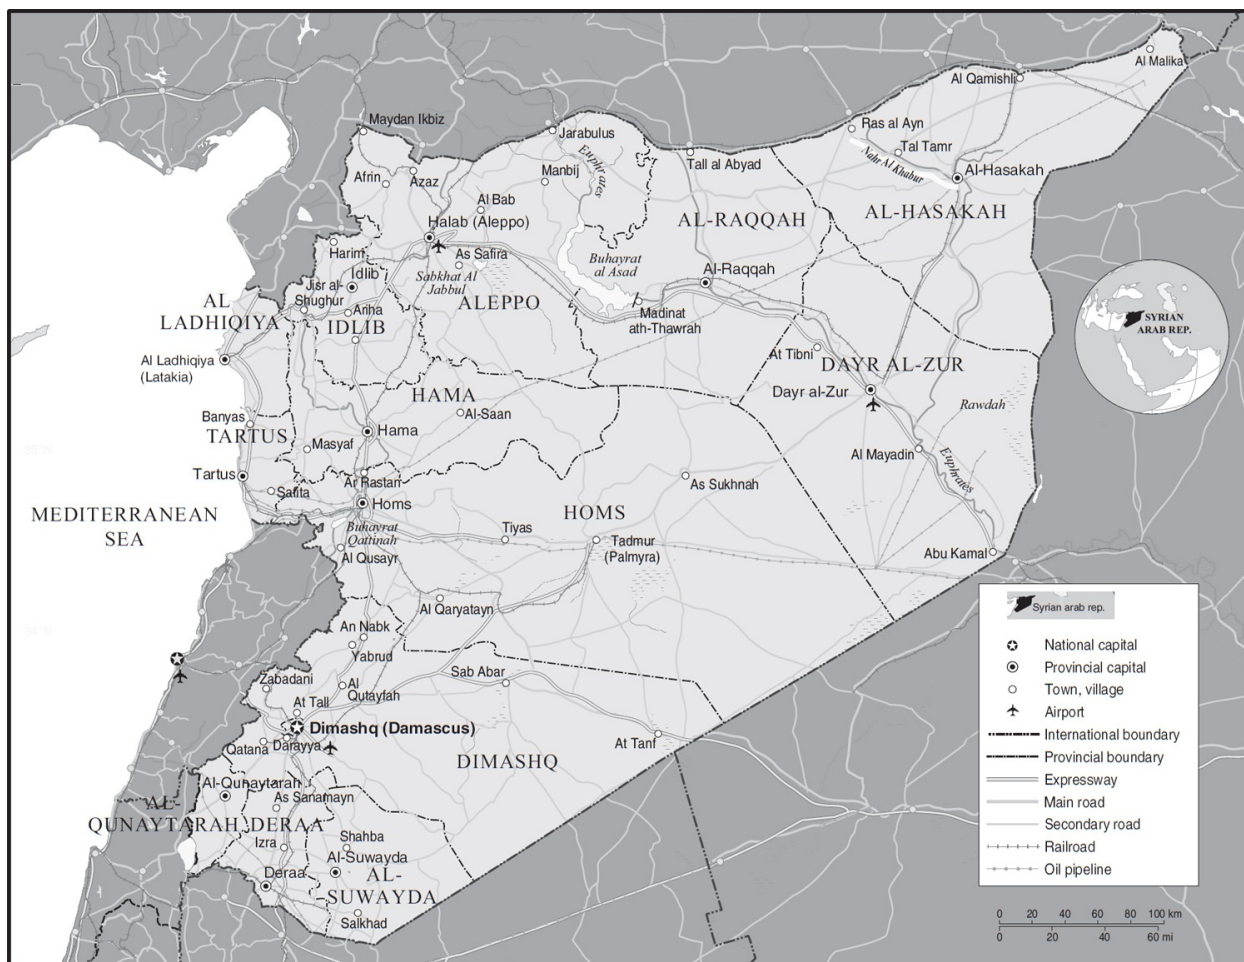 Al Malika
Al Qamishli
Maydan Ikbiz
Jarabulus
Ras al Ayn
Tal Tamr
Nahr Al Khabur
Tall al Abyad
Al-Hasakah
Afrin
Azaz
Manbij
Euphrates
Al Bab
AL-RAQQAH
AL-HASAKAH
Halab (Aleppo)
Harim
As Safira
Buhayrat
al Asad
Al-Raqqah
Idlib
Sabkhat Al
Jabbul
Jisr al-
Shughur
ALEPPO
AL
LADHIQIYA
Ariha
IDLIB
Madinat
ath-Thawrah
SYRIAN
ARAB REP.
At Tibni
Al Ladhiqiya
(Latakia)
DAYR AL-ZUR
Dayr al-Zur
HAMA
Rawdah
Banyas
Al-Saan
TARTUS
Hama
Masyaf
Al Mayadin
Euphrates
Tartus
Ar Rastan
As Sukhnah
Safita
Homs
MEDITERRANEAN
SEA
HOMS
Buhayrat
Qattinah
Tiyas
Tadmur
(Palmyra)
Abu Kamal
Al Qusayr
Al Qaryatayn
Syrian arab rep.
An Nabk
Yabrud
National capital
Provincial capital
Town, village
Airport
International boundary
Provincial boundary
Expressway
Main road
Secondary road
Railroad
Oil pipeline
Sab Abar
Zabadani
Al
Qutayfah
At Tall
Dimashq (Damascus)
At Tanf
Qatana
Darayya
DIMASHQ
Al-Qunaytarah
As Sanamayn
AL-
QUNAYTARAH
DERAA
Shahba
Izra
Al-Suwayda
Deraa
AL-
SUWAYDA
Salkhad
0 20 40 60 80 100 km
0 20 40 60 mi